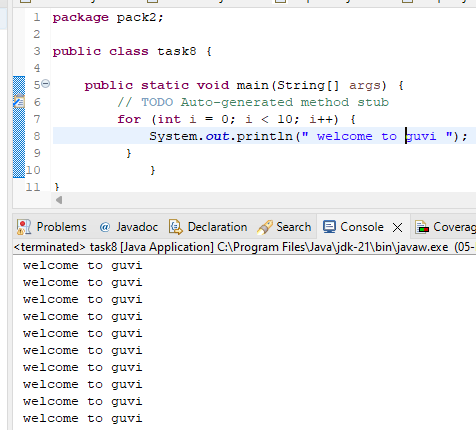 1 package pack2;
2
3 public class task8 {
4
5 public static void main(String[] args) {
6 // TODO Auto-generated method stub
7 for (int i = 0; i < 10; i++) {
8 System.out.println(" welcome to guvi ");
9 }
10 }
11 }
Problems @ Javadoc Declaration Search Console Coverag
<terminated> task8 [Java Application] C:\Program Files\Java\jdk-21\bin\javaw.exe (05-
welcome to guvi
welcome to guvi
welcome to guvi
welcome to guvi
welcome to guvi
welcome to guvi
welcome to guvi
welcome to guvi
welcome to guvi
welcome to guvi